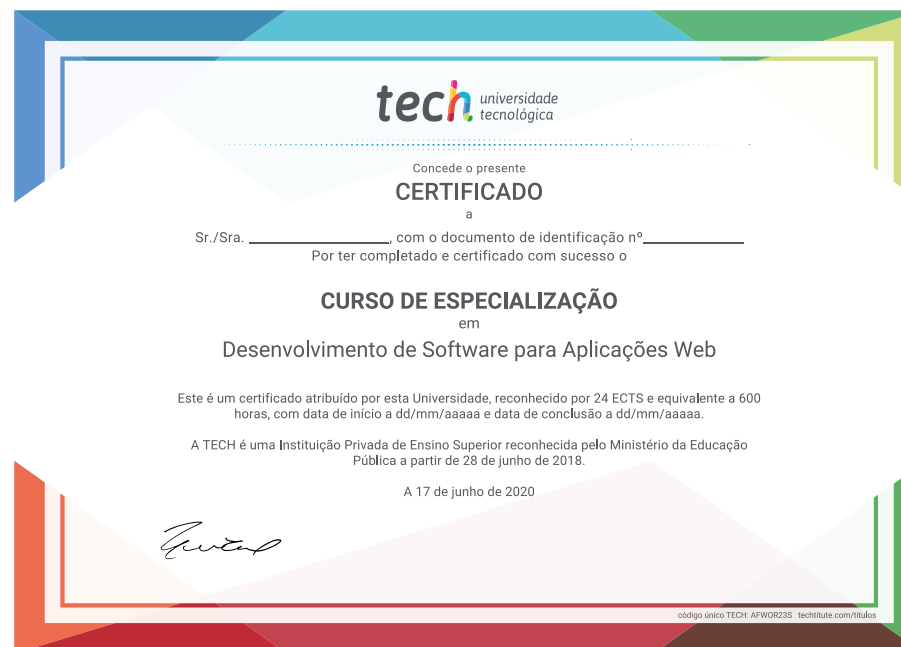 tech universidade
tecnológica
Concede o presente
CERTIFICADO
a
Sr./Sra. ____________________, com o documento de identificação nº______________
Por ter completado e certificado com sucesso o
CURSO DE ESPECIALIZAÇÃO
em
Desenvolvimento de Software para Aplicações Web
Este é um certificado atribuído por esta Universidade, reconhecido por 24 ECTS e equivalente a 600
horas, com data de início a dd/mm/aaaaa e data de conclusão a dd/mm/aaaaa.
A TECH é uma Instituição Privada de Ensino Superior reconhecida pelo Ministério da Educação
Pública a partir de 28 de junho de 2018.
A 17 de junho de 2020
código único TECH: AFWOR23S techtitute.com/titulos